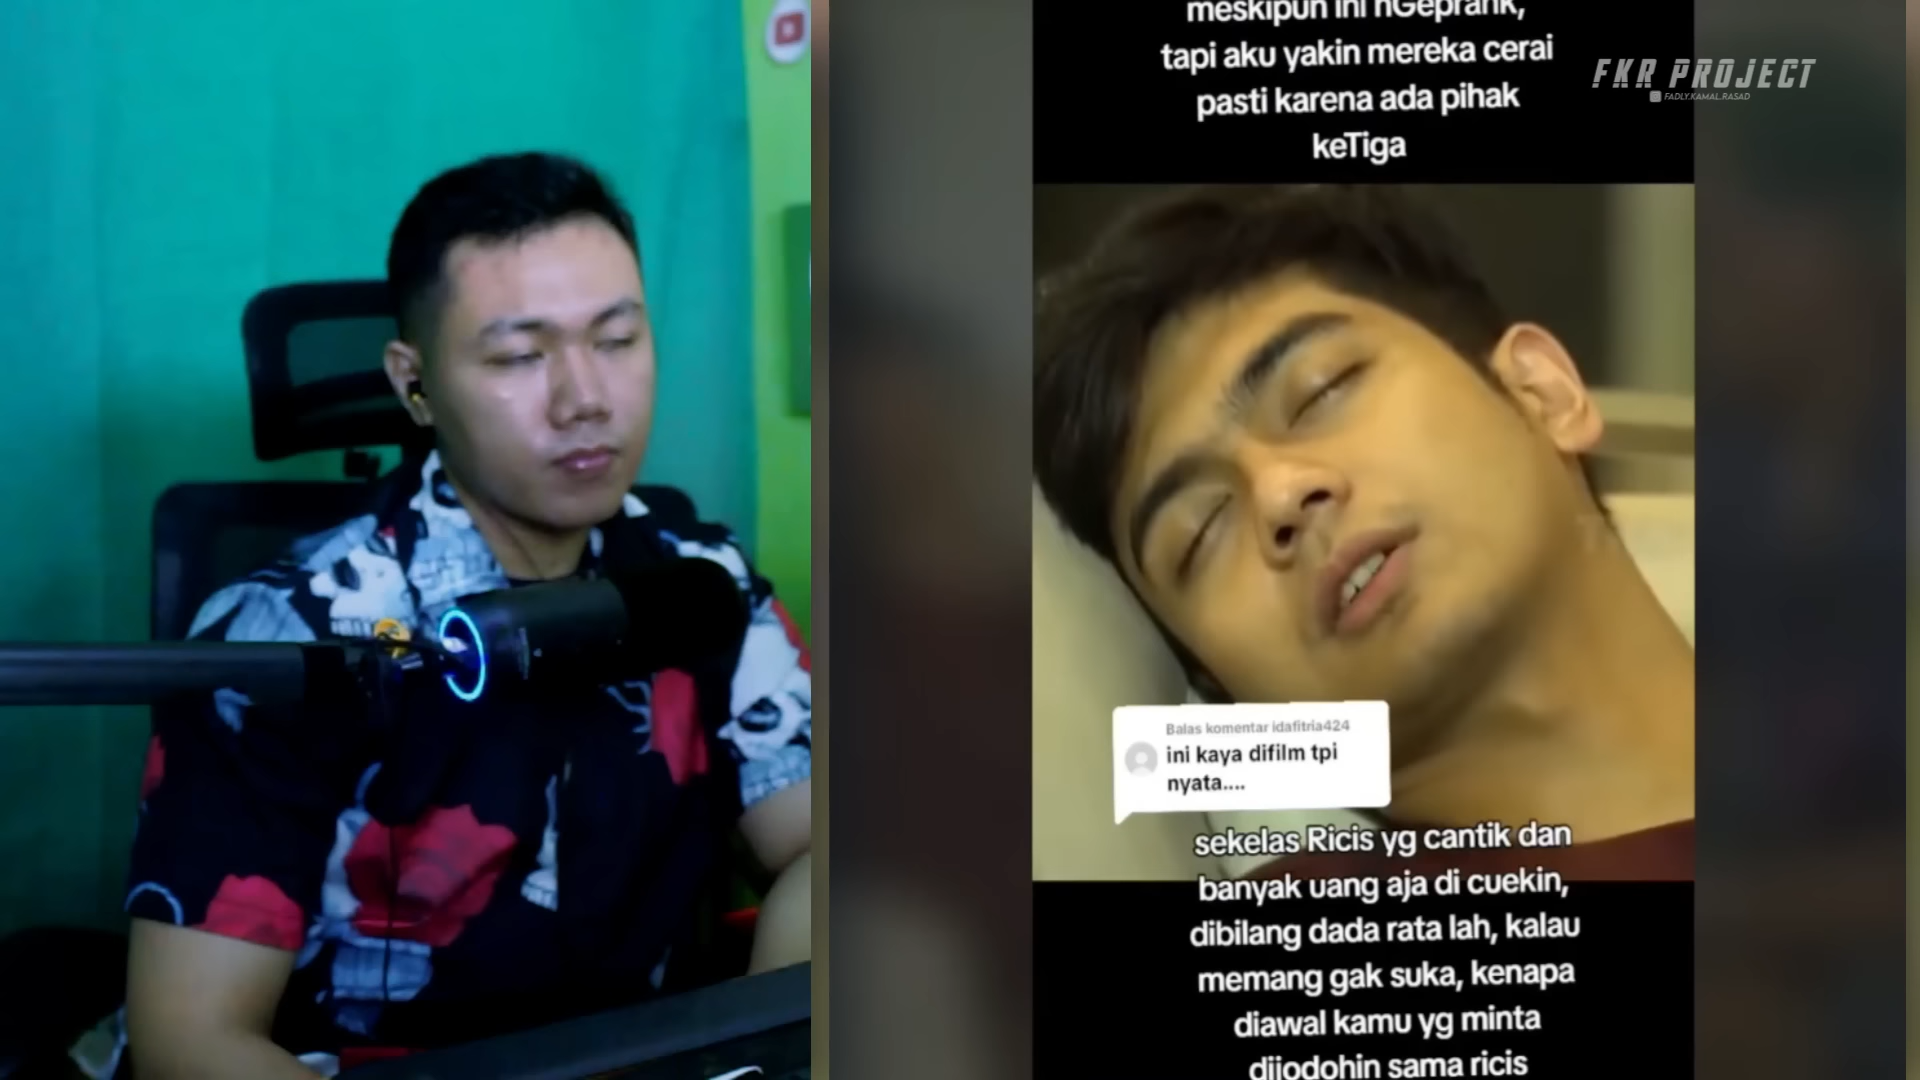 meskipun ini nGeprank,
tapi aku yakin mereka cerai
pasti karena ada pihak
keTiga
FKR PROJECT
FADLY.KAMAL.RASAD
Balas komentar idafitria424
ini kaya difilm tpi
nyata....
sekelas Ricis yg cantik dan
banyak uang aja di cuekin,
dibilang dada rata lah, kalau
memang gak suka, kenapa
diawal kamu yg minta
dijodohin sama ricis